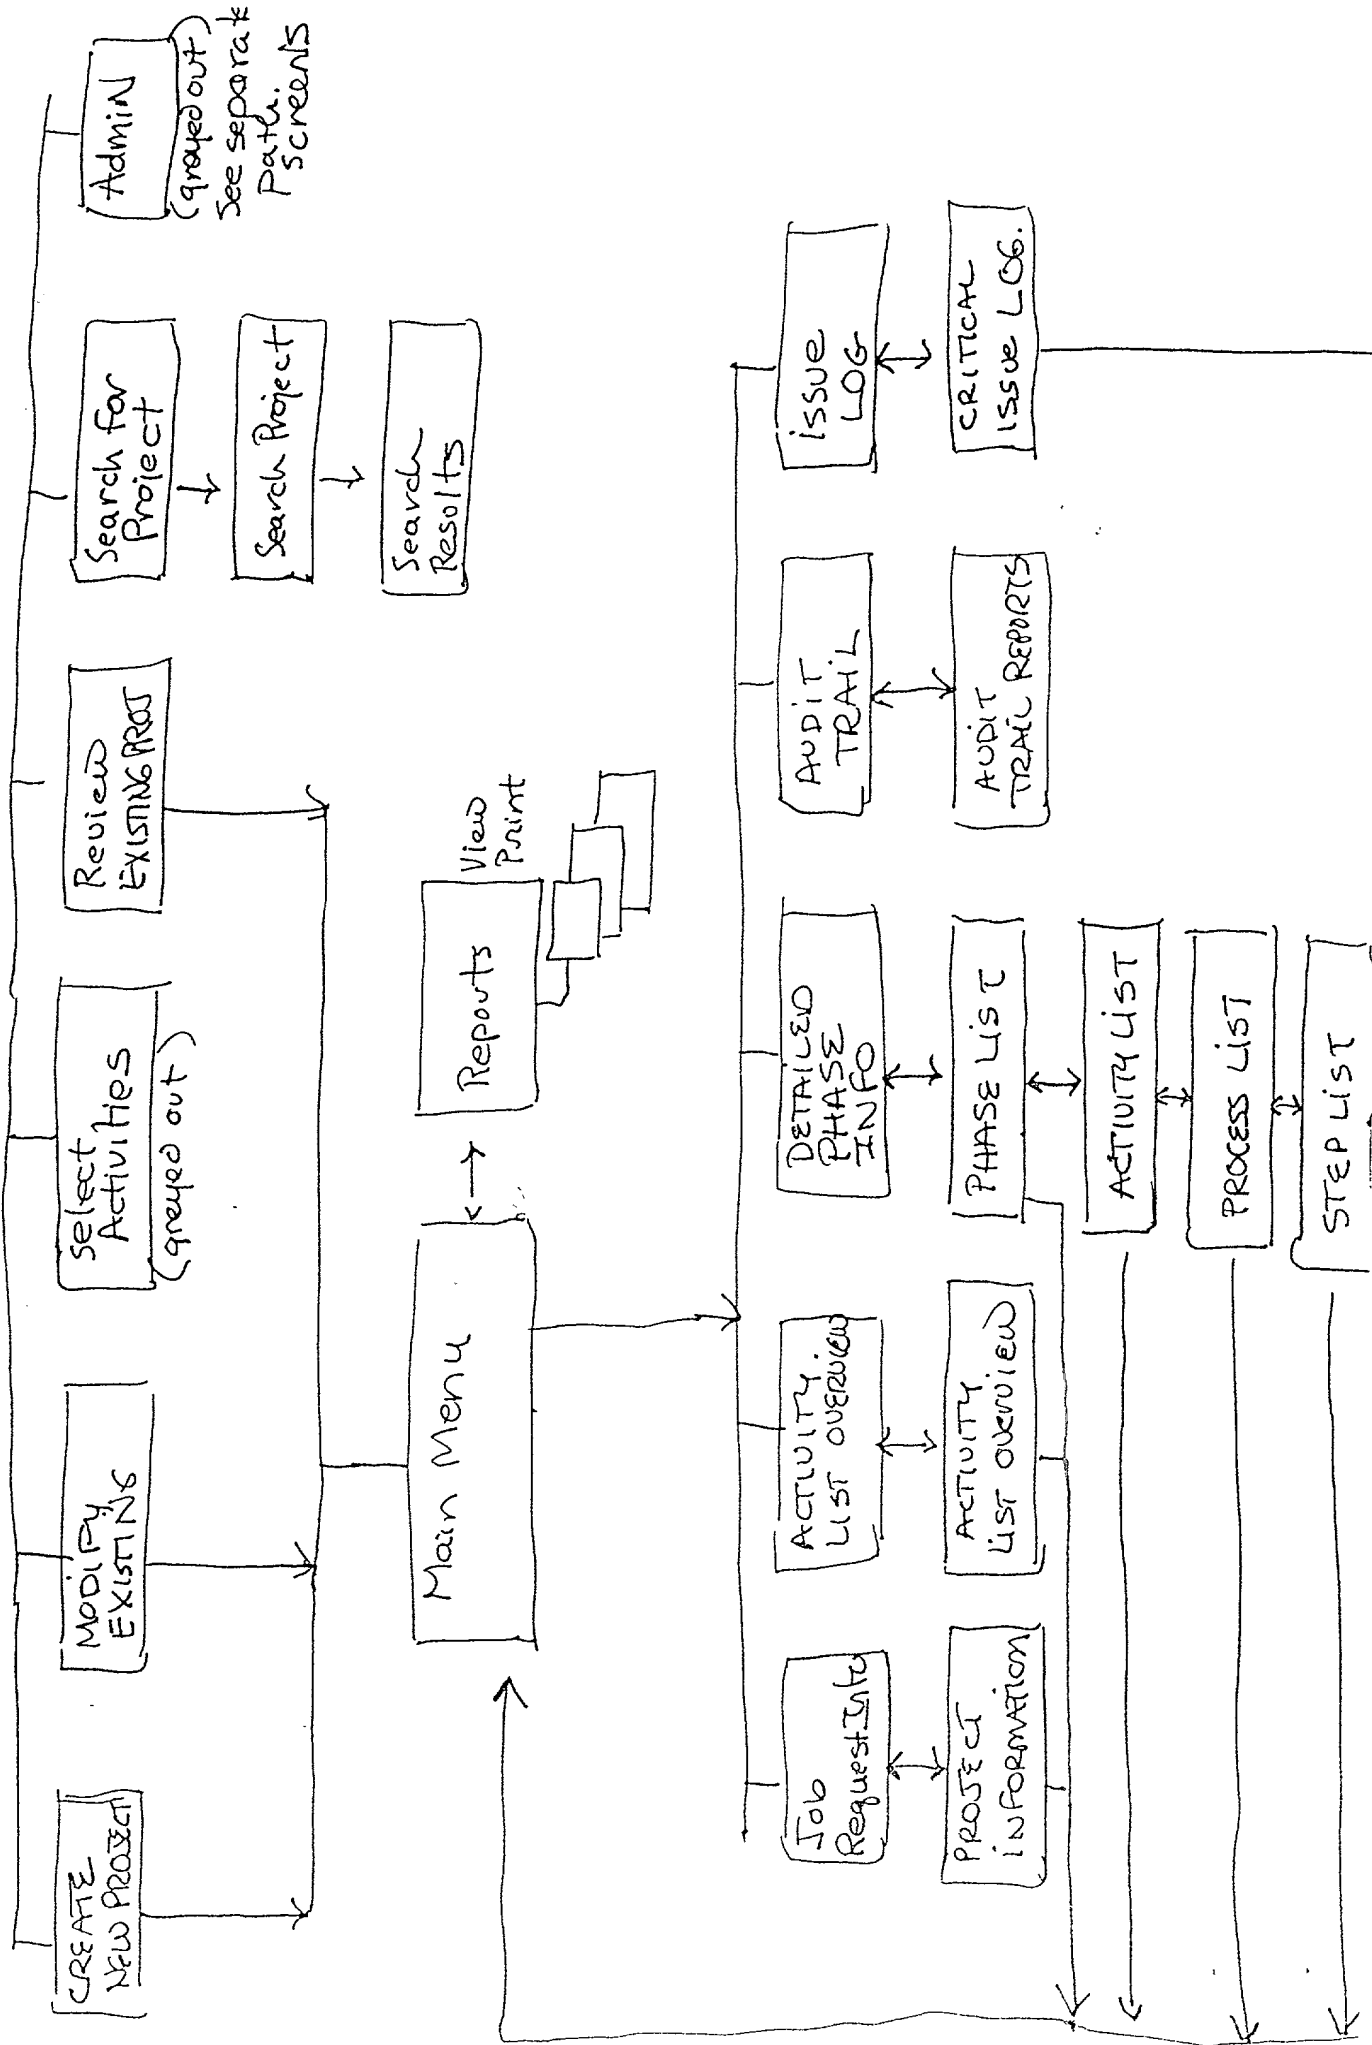 CREATE
NEW PROJECT
MODIFY
EXISTING
Select
Activities
(greyed out)
Review
EXISTING PROJ
Search for
Project
Search Project
Search
Results
Admin
(grayed out)
See separate
path.
screens
Main Menu
Reports
View
Print
Job
Request Info
PROJECT
INFORMATION
ACTIVITY
LIST OVERVIEW
ACTIVITY
LIST OVERVIEW
DETAILED
PHASE
INFO
PHASE LIST
ACTIVITY LIST
PROCESS LIST
STEP LIST
AUDIT
TRAIL
AUDIT
TRAIL REPORTS
ISSUE
LOG
CRITICAL
ISSUE LOG.